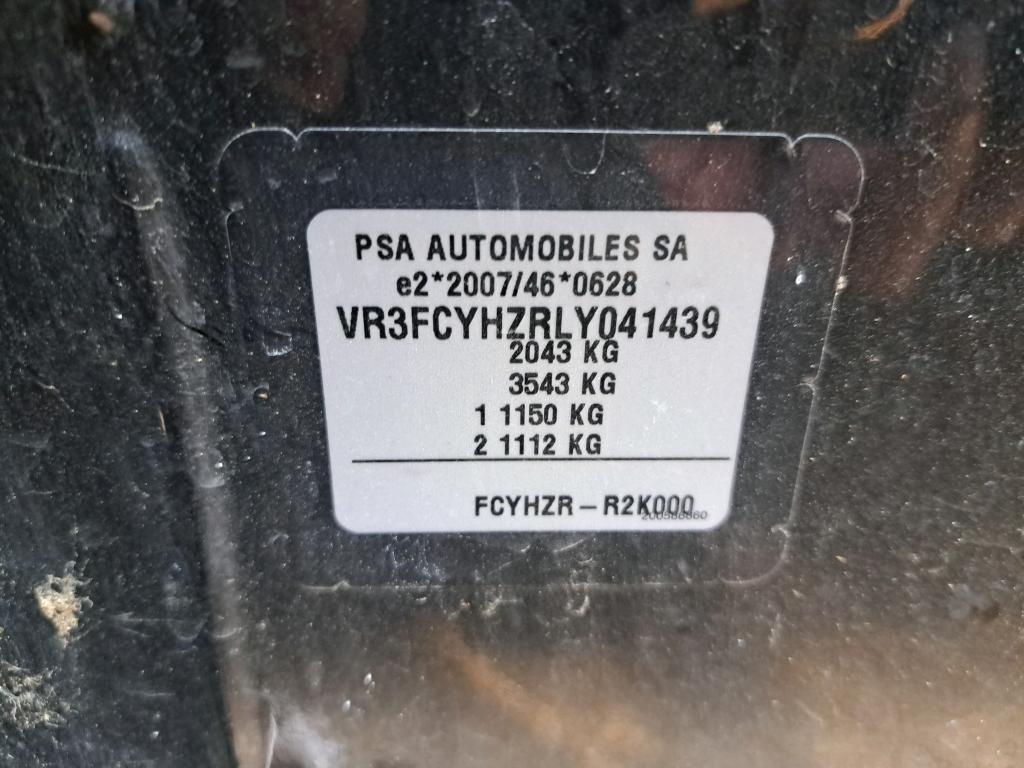 PSA AUTOMOBILES SA
e2*2007/46*0628
VR3FCYHZRLY041439
2043 KG
3543 KG
1 1150 KG
2 1112 KG
FCYHZR – R2K000